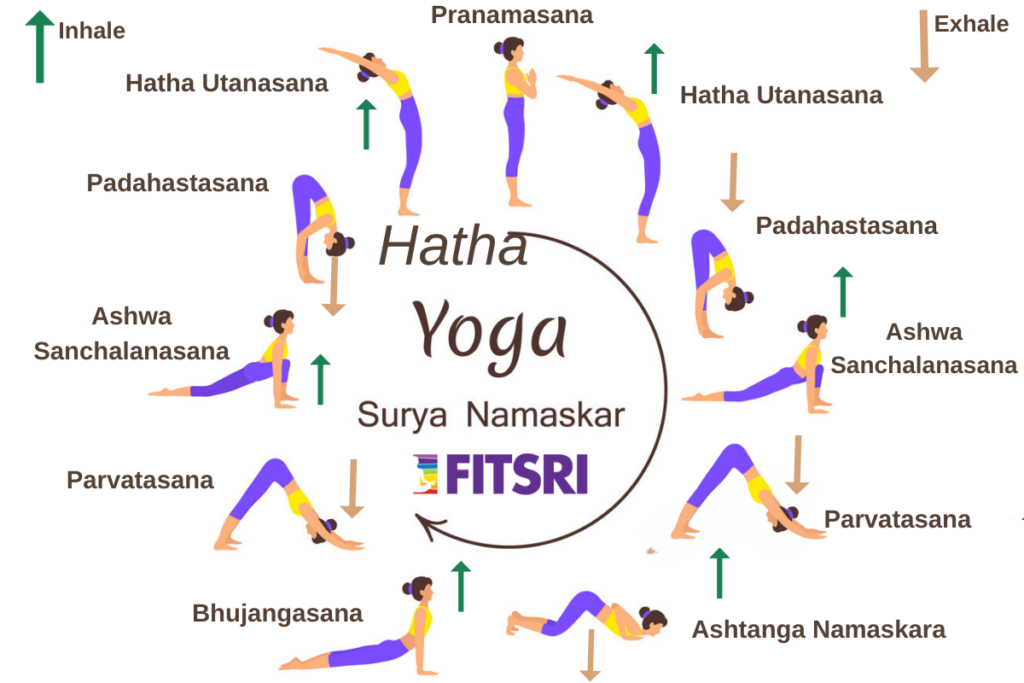 Pranamasana
Inhale
Exhale
Hatha Utanasana
Hatha Utanasana
Padahastasana
Padahastasana
Hatha
Yoga
Surya Namaskar
FITSRI
Ashwa
Sanchalanasana
Ashwa
Sanchalanasana
Parvatasana
Parvatasana
Bhujangasana
Ashtanga Namaskara